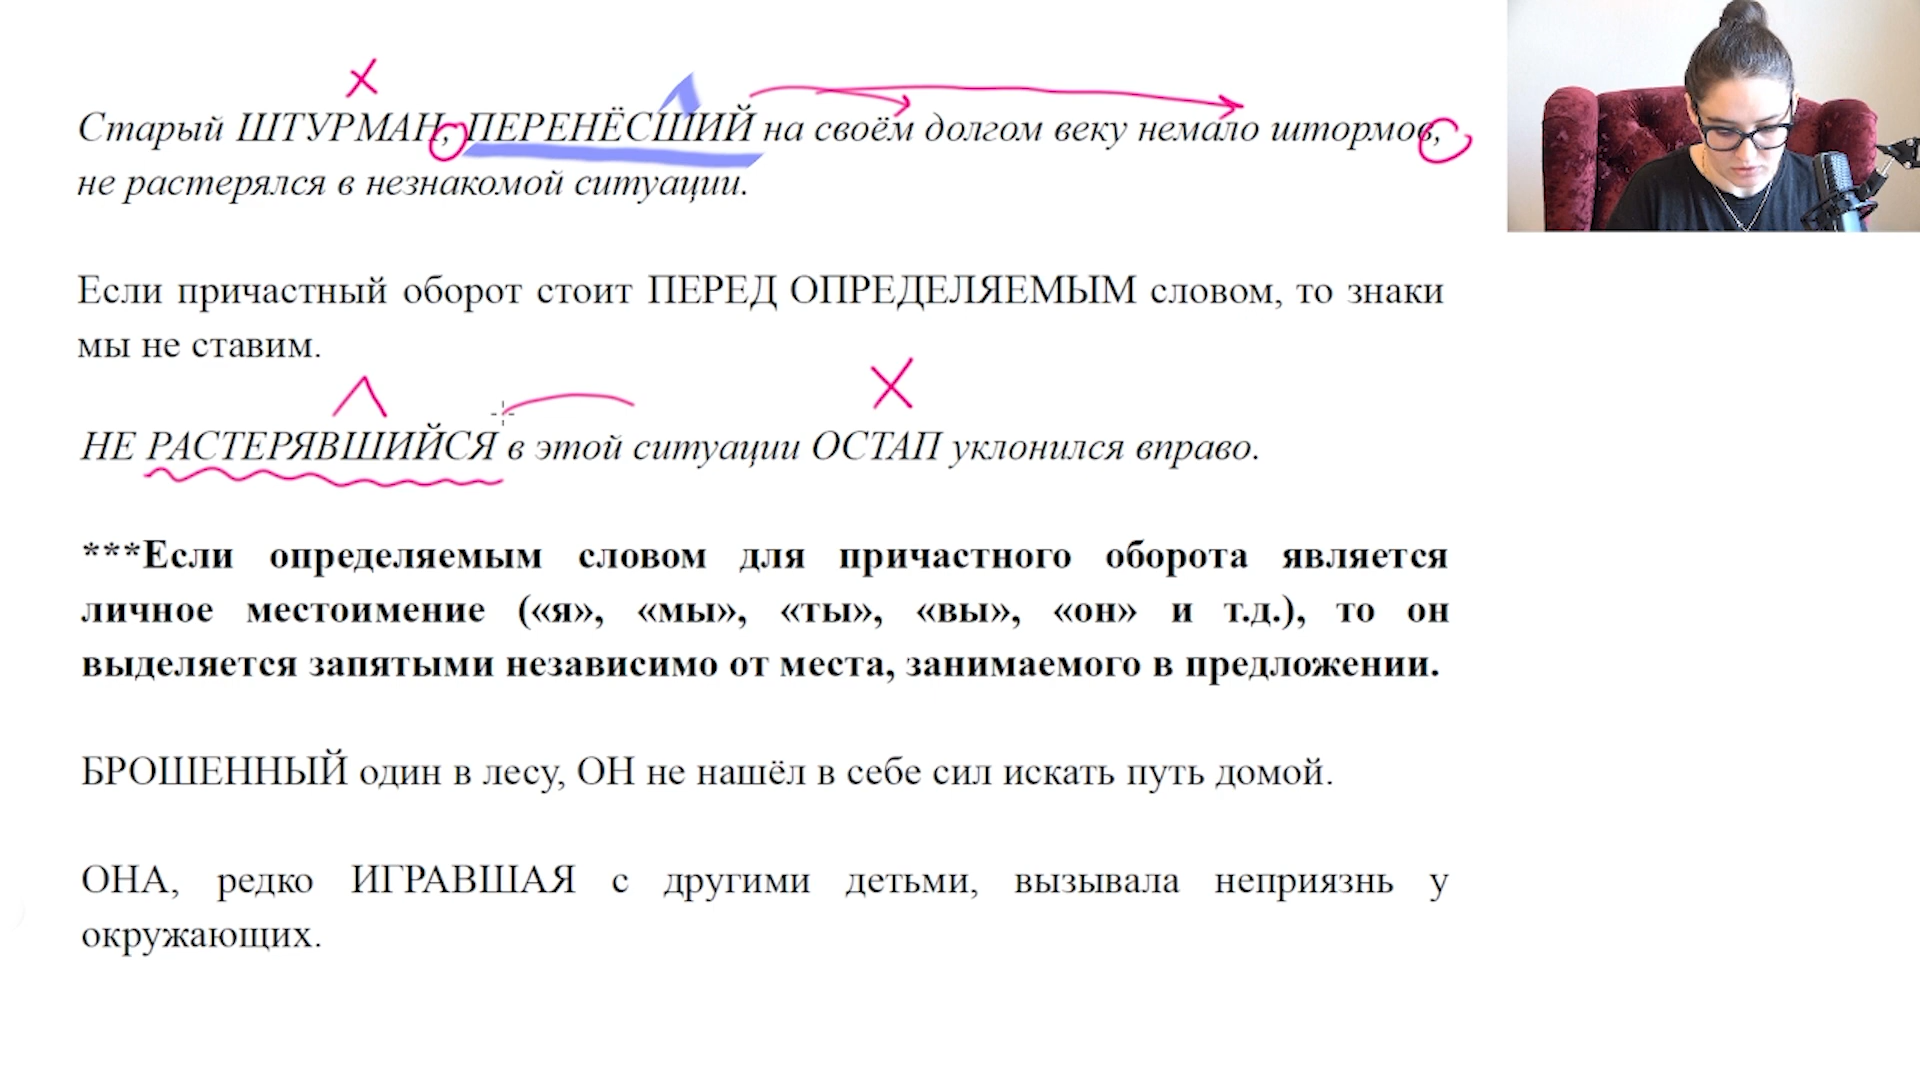 Старый ШТУРМАН, ПЕРЕНЁСШИЙ на своём долгом веку немало штормов,
не растерялся в незнакомой ситуации.
Если причастный оборот стоит ПЕРЕД ОПРЕДЕЛЯЕМЫМ словом, то знаки
мы не ставим.
НЕ РАСТЕРЯВШИЙСЯ в этой ситуации ОСТАП уклонился вправо.
***Если определяемым словом для причастного оборота является
личное местоимение («я», «мы», «ты», «вы», «он» и т.д.), то он
выделяется запятыми независимо от места, занимаемого в предложении.
БРОШЕННЫЙ один в лесу, ОН не нашёл в себе сил искать путь домой.
ОНА, редко ИГРАВШАЯ с другими детьми, вызывала неприязнь у
окружающих.